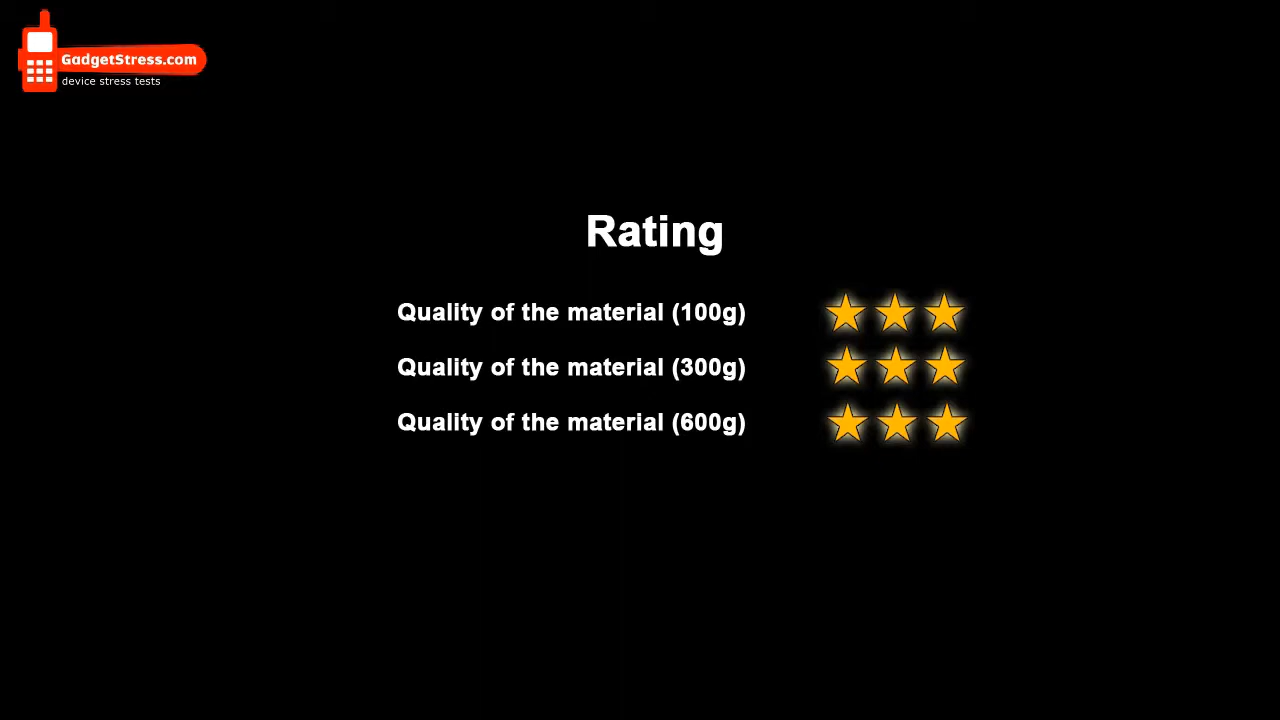 GadgetStress.com
device stress tests
Rating
Quality of the material (100g)
Quality of the material (300g)
Quality of the material (600g)